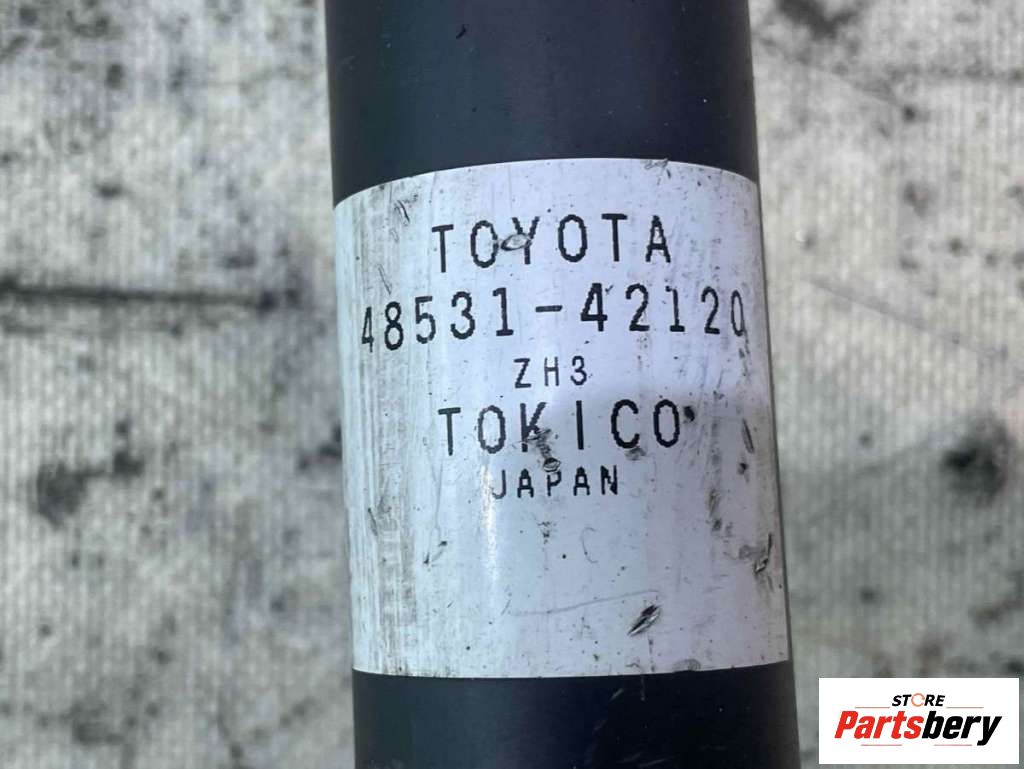 TOYOTA
48531-42120
ZH3
TOKICO
JAPAN
STORE
Partsbery